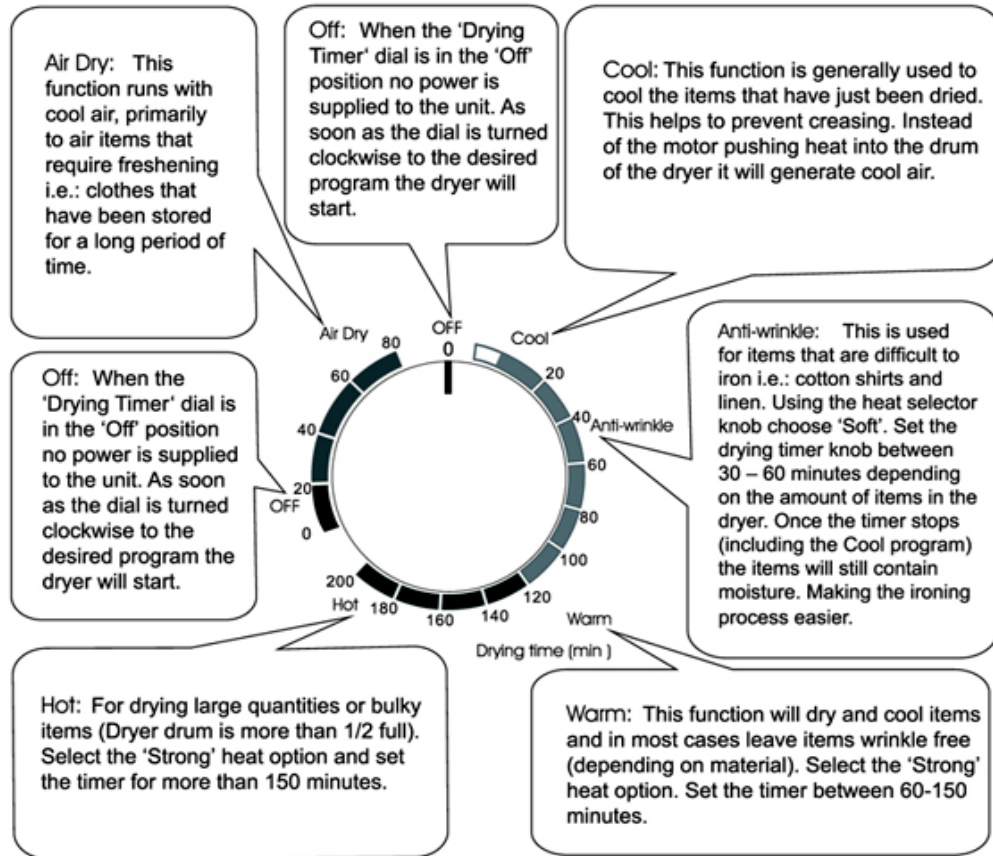 Air Dry: This
function runs with
cool air, primarily
to air items that
require freshening
i.e.: clothes that
have been stored
for a long period of
time.
Off: When the ‘Drying
Timer‘ dial is in the ‘Off’
position no power is
supplied to the unit. As
soon as the dial is turned
clockwise to the desired
program the dryer will
start.
Cool: This function is generally used to
cool the items that have just been dried.
This helps to prevent creasing. Instead
of the motor pushing heat into the drum
of the dryer it will generate cool air.
Off: When the
‘Drying Timer‘ dial is
in the ‘Off’ position
no power is supplied
to the unit. As soon
as the dial is turned
clockwise to the
desired program the
dryer will start.
Air Dry
80
60
40
20
OFF
0
OFF
0
Cool
20
40
Anti-wrinkle
60
80
100
120
Warm
140
160
180
200
Hot
Drying time (min )
Anti-wrinkle: This is used
for items that are difficult to
iron i.e.: cotton shirts and
linen. Using the heat selector
knob choose ‘Soft’. Set the
drying timer knob between
30 – 60 minutes depending
on the amount of items in the
dryer. Once the timer stops
(including the Cool program)
the items will still contain
moisture. Making the ironing
process easier.
Hot: For drying large quantities or bulky
items (Dryer drum is more than 1/2 full).
Select the ‘Strong’ heat option and set
the timer for more than 150 minutes.
Warm: This function will dry and cool items
and in most cases leave items wrinkle free
(depending on material). Select the ‘Strong’
heat option. Set the timer between 60-150
minutes.